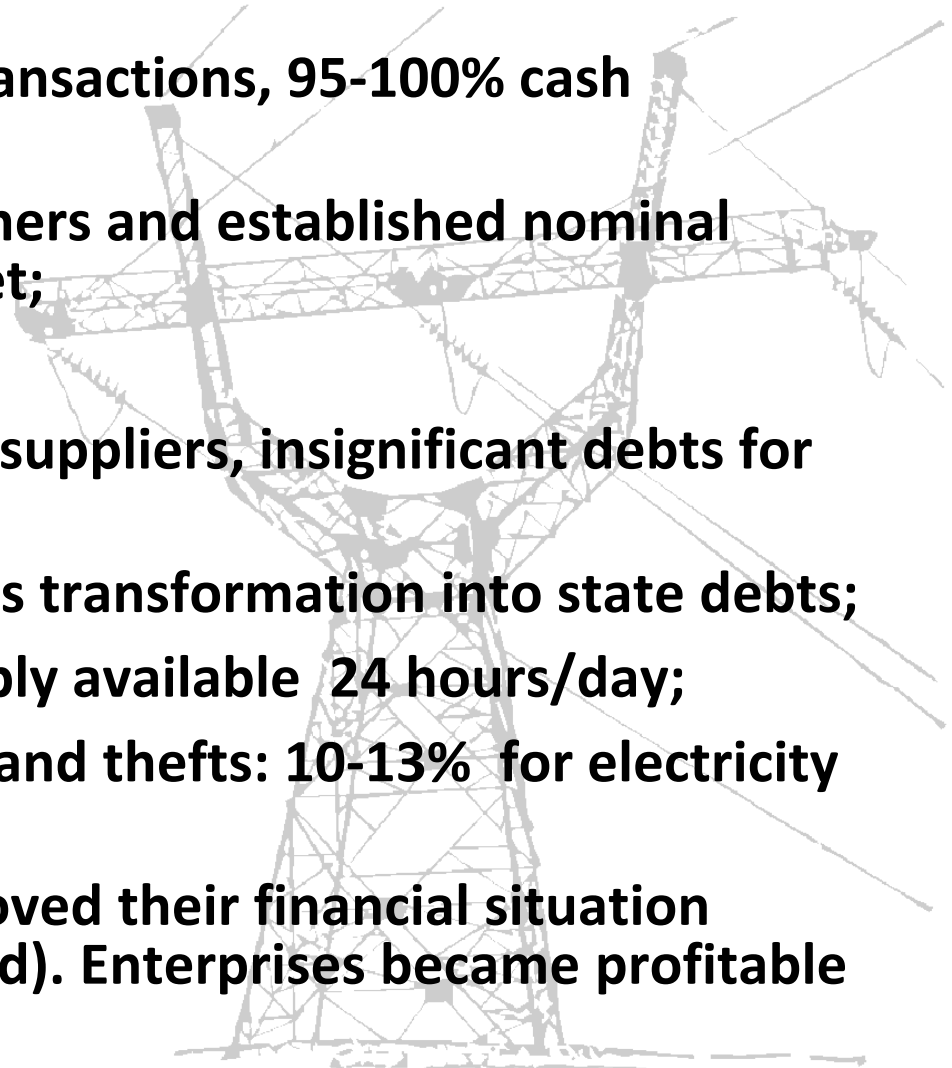 ansactions, 95-100% cash
ners and established nominal
et;
suppliers, insignificant debts for
s transformation into state debts;
ply available 24 hours/day;
and thefts: 10-13% for electricity
oved their financial situation
d). Enterprises became profitable